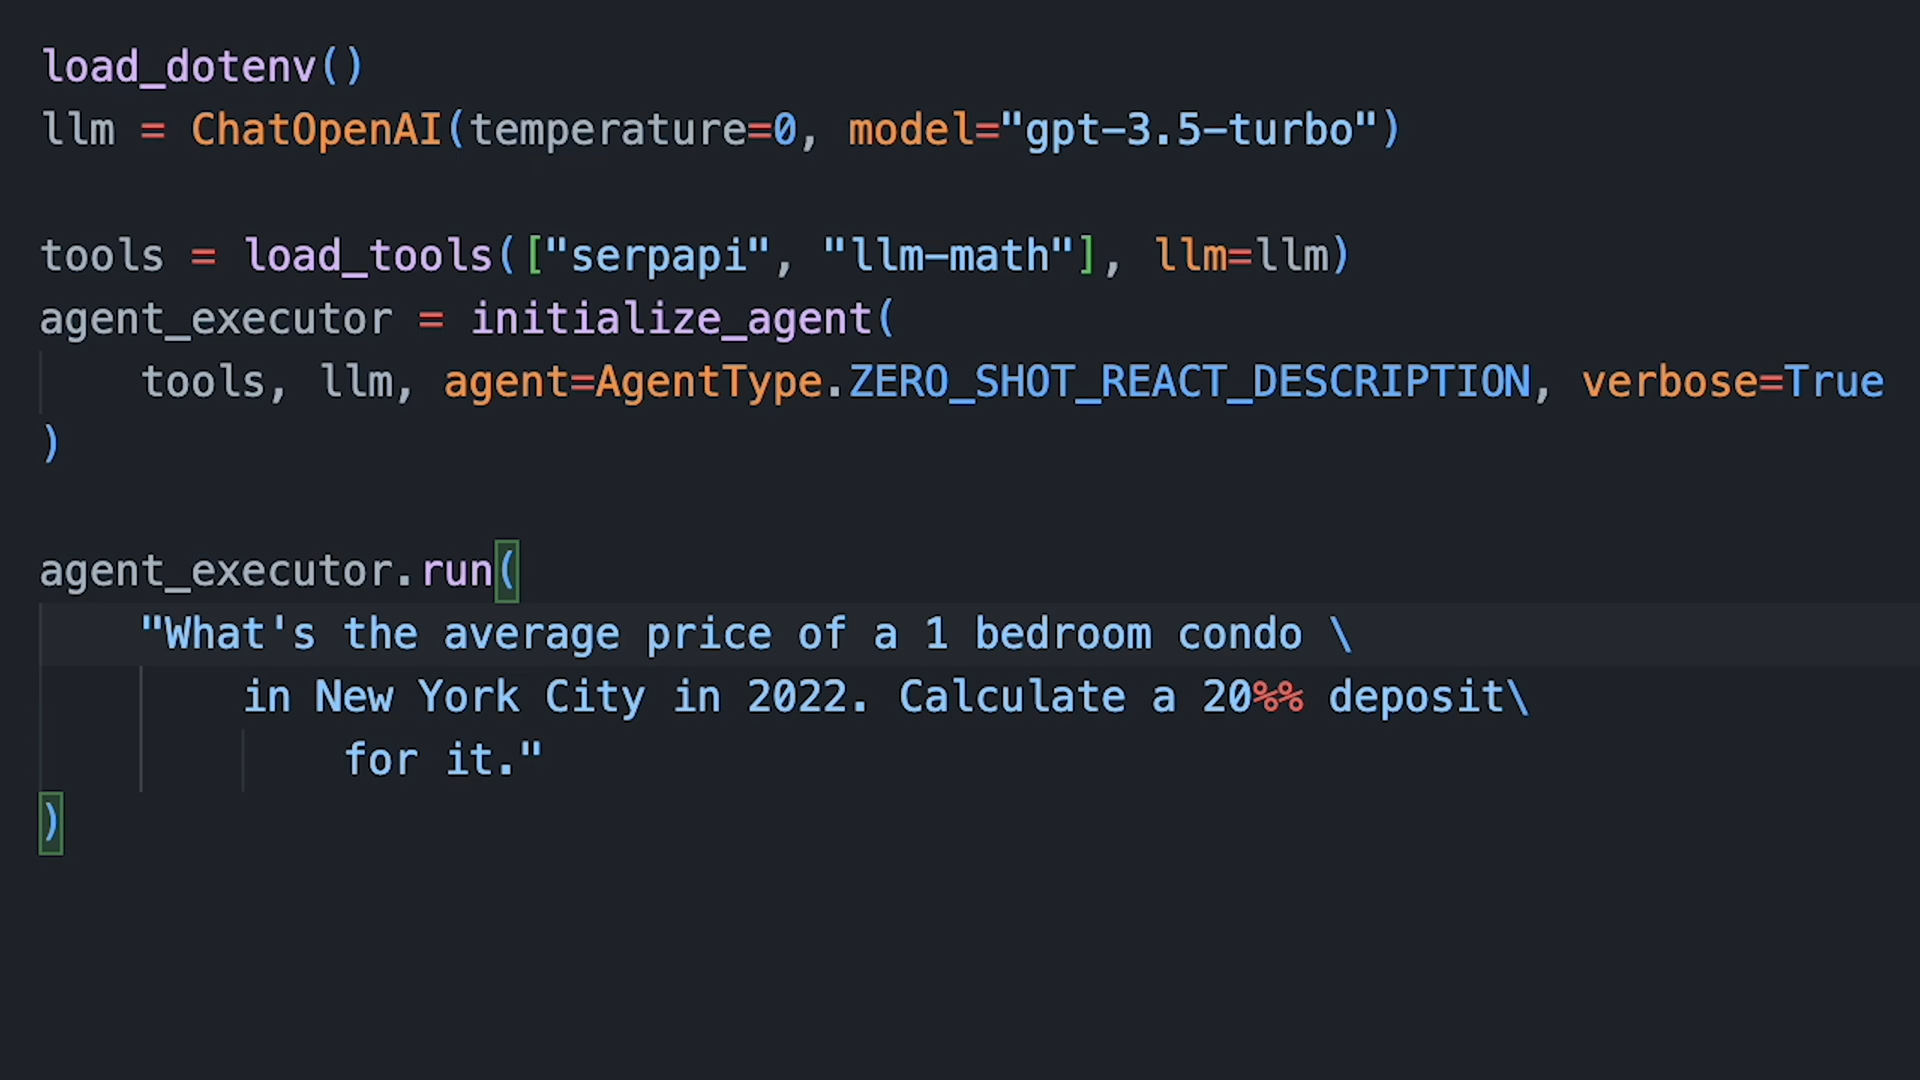 load_dotenv()
llm = ChatOpenAI(temperature=0, model="gpt-3.5-turbo")
tools = load_tools(["serpapi", "llm-math"], llm=llm)
agent_executor = initialize_agent(
    tools, llm, agent=AgentType.ZERO_SHOT_REACT_DESCRIPTION, verbose=True
)
agent_executor.run(
    "What's the average price of a 1 bedroom condo \
        in New York City in 2022. Calculate a 20%% deposit\
            for it."
)